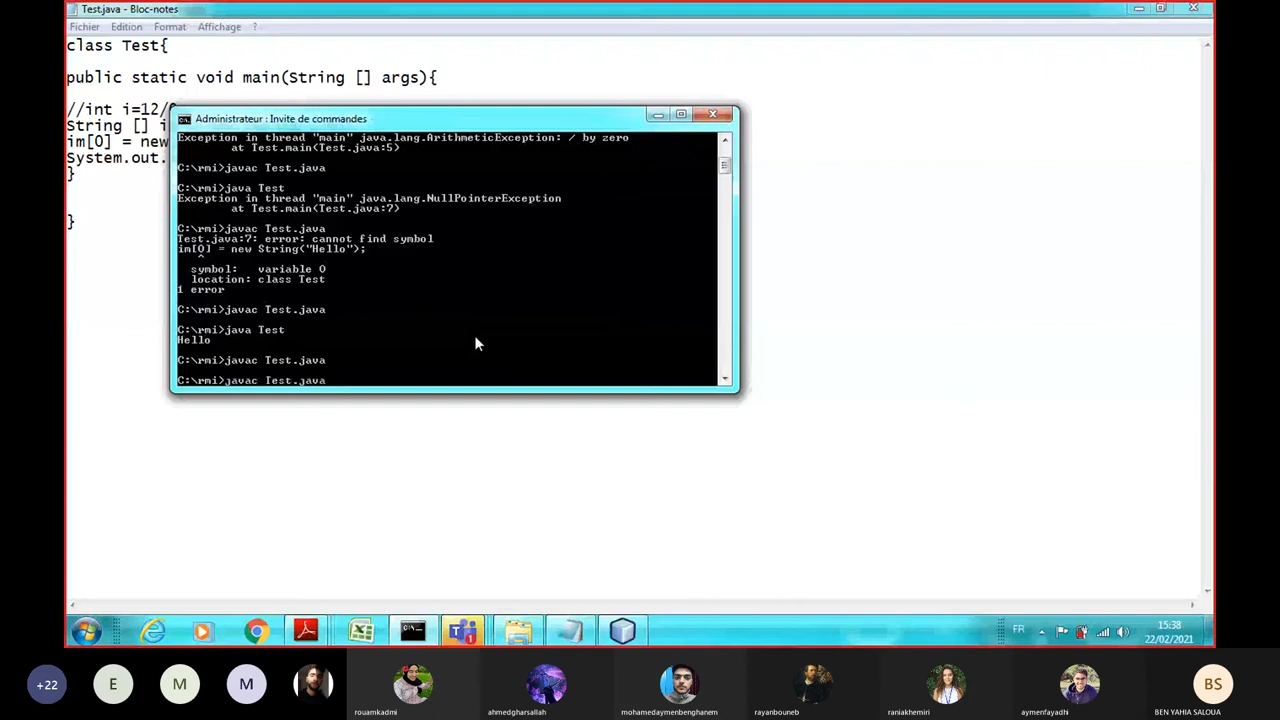 Test.java - Bloc-notes
Fichier Edition Format Affichage ?
class Test{
public static void main(String [] args){
//int i=12/0
String [] i
im[0] = new
System.out.
}
}
Administrateur : Invite de commandes
Exception in thread "main" java.lang.ArithmeticException: / by zero
at Test.main(Test.java:5)
C:\rmi>javac Test.java
C:\rmi>java Test
Exception in thread "main" java.lang.NullPointerException
at Test.main(Test.java:7)
C:\rmi>javac Test.java
Test.java:7: error: cannot find symbol
im[O] = new String("Hello");
^
symbol: variable O
location: class Test
1 error
C:\rmi>javac Test.java
C:\rmi>java Test
Hello
C:\rmi>javac Test.java
C:\rmi>javac Test.java
FR
15:38
22/02/2021
+22
E
M
M
BS
rouamkadmi
ahmedgharsallah
mohamedaymenbenghanem
rayanbouneb
raniakhemiri
aymenfayadhi
BEN YAHIA SALOUA